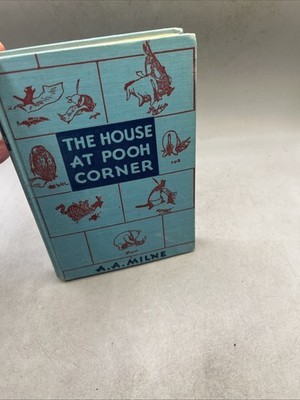 THE HOUSE
AT POOH
CORNER
A.A. MILNE